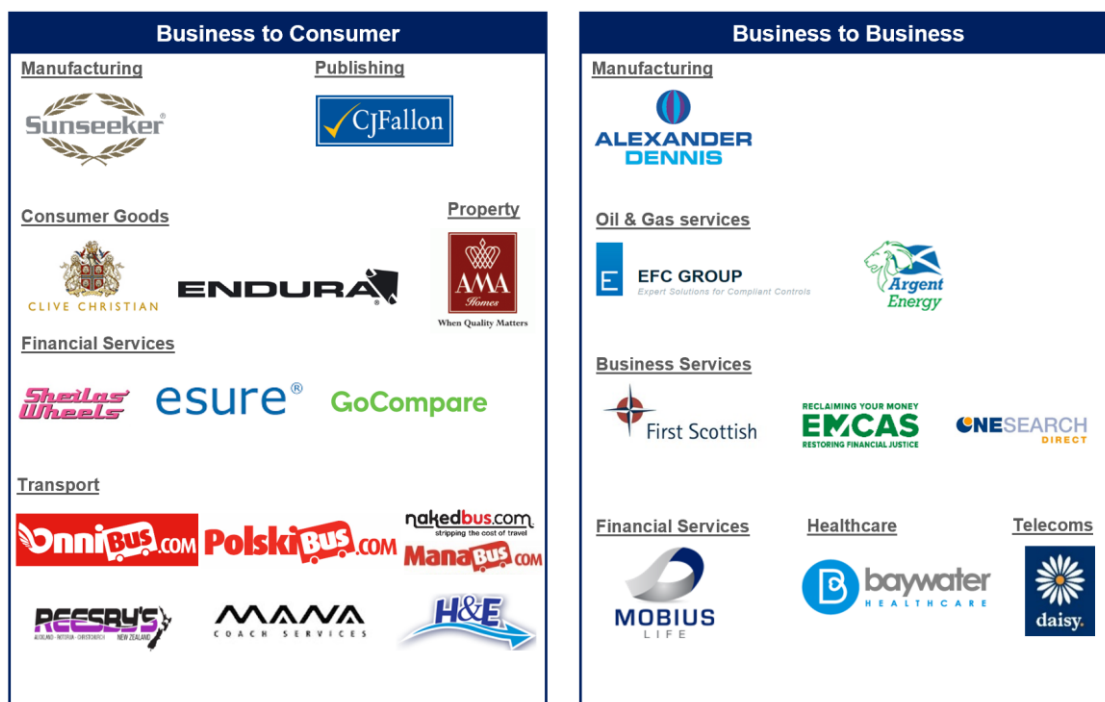 Business to Consumer
Manufacturing
Publishing
Sunseeker®
CJFallon
Consumer Goods
Property
CLIVE CHRISTIAN
ENDURA®
AMA
Homes
When Quality Matters
Financial Services
Sheilas'
Wheels
esure®
GoCompare
Transport
OnniBus.COM
PolskiBus.COM
nakedbus.com
stripping the cost of travel
ManaBus.COM
REESBY'S
NEW ZEALAND
MANA
COACH SERVICES
H&E
Business to Business
Manufacturing
ALEXANDER
DENNIS
Oil & Gas services
E
EFC GROUP
Expert Solutions for Compliant Controls
Argent
Energy
Business Services
First Scottish
RECLAIMING YOUR MONEY
EMCAS
RESTORING FINANCIAL JUSTICE
ONESEARCH
DIRECT
Financial Services
Healthcare
Telecoms
MOBIUS
LIFE
baywater
HEALTHCARE
daisy.